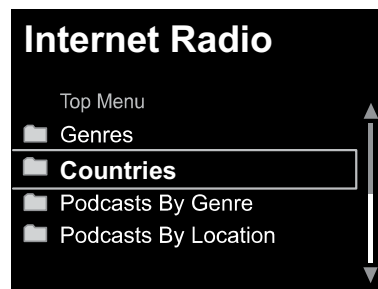 Internet Radio
Top Menu
Genres
Countries
Podcasts By Genre
Podcasts By Location